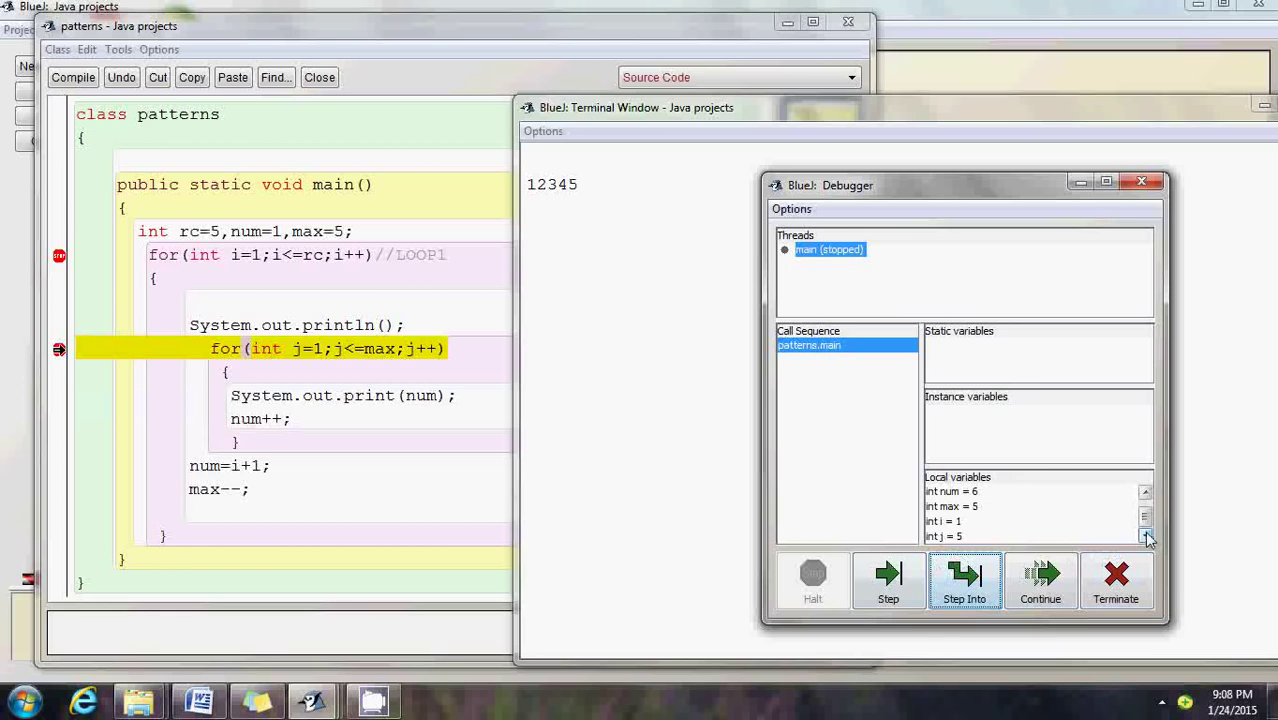 BlueJ: Java projects
patterns - Java projects
Class Edit Tools Options
Compile Undo Cut Copy Paste Find... Close Source Code
class patterns
{
public static void main()
{
int rc=5,num=1,max=5;
for(int i=1;i<=rc;i++)//LOOP1
{
System.out.println();
for(int j=1;j<=max;j++)
{
System.out.print(num);
num++;
}
num=i+1;
max--;
}
}
}
BlueJ: Terminal Window - Java projects
Options
12345
BlueJ: Debugger
Options
Threads
main (stopped)
Call Sequence
patterns.main
Static variables
Instance variables
Local variables
int num = 6
int max = 5
int i = 1
int j = 5
Halt Step Step Into Continue Terminate
9:08 PM
1/24/2015